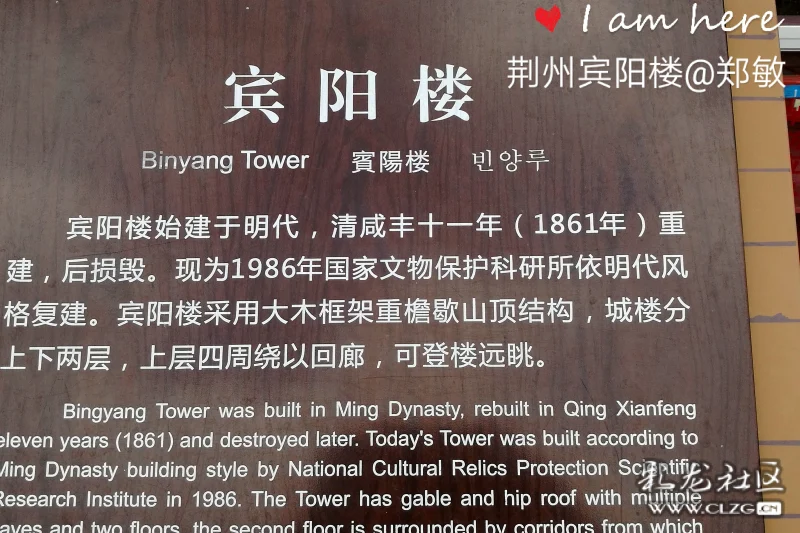 I am here
荆州宾阳楼@郑敏
宾阳楼
Binyang Tower 賓陽楼 빈양루
宾阳楼始建于明代，清咸丰十一年（1861年）重
建，后损毁。现为1986年国家文物保护科研所依明代风
格复建。宾阳楼采用大木框架重檐歇山顶结构，城楼分
上下两层，上层四周绕以回廊，可登楼远眺。
Bingyang Tower was built in Ming Dynasty, rebuilt in Qing Xianfeng
eleven years (1861) and destroyed later. Today's Tower was built according to
Ming Dynasty building style by National Cultural Relics Protection Scientific
Research Institute in 1986. The Tower has gable and hip roof with multiple
eaves and two floors, the second floor is surrounded by corridors from which
龙社区
WWW.CLZG.CN